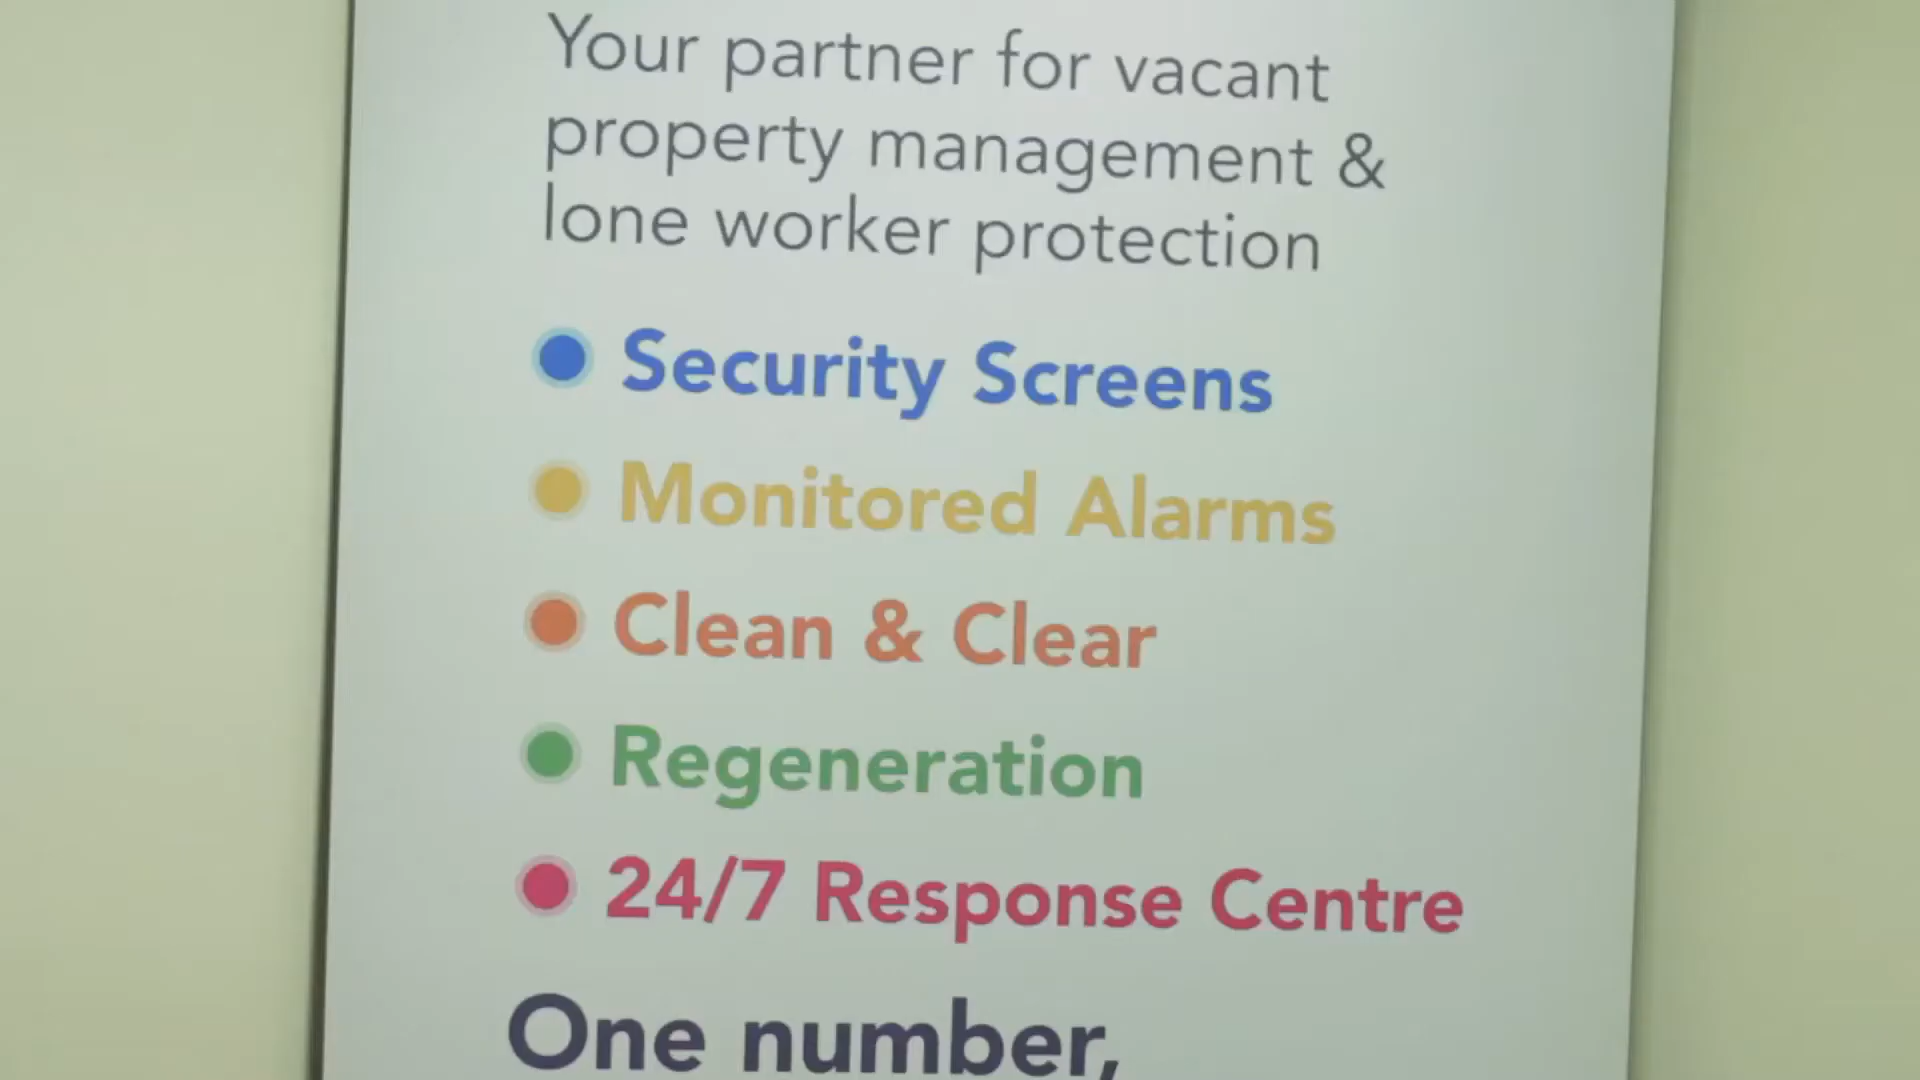 Your partner for vacant
property management &
lone worker protection
Security Screens
Monitored Alarms
Clean & Clear
Regeneration
24/7 Response Centre
One number,